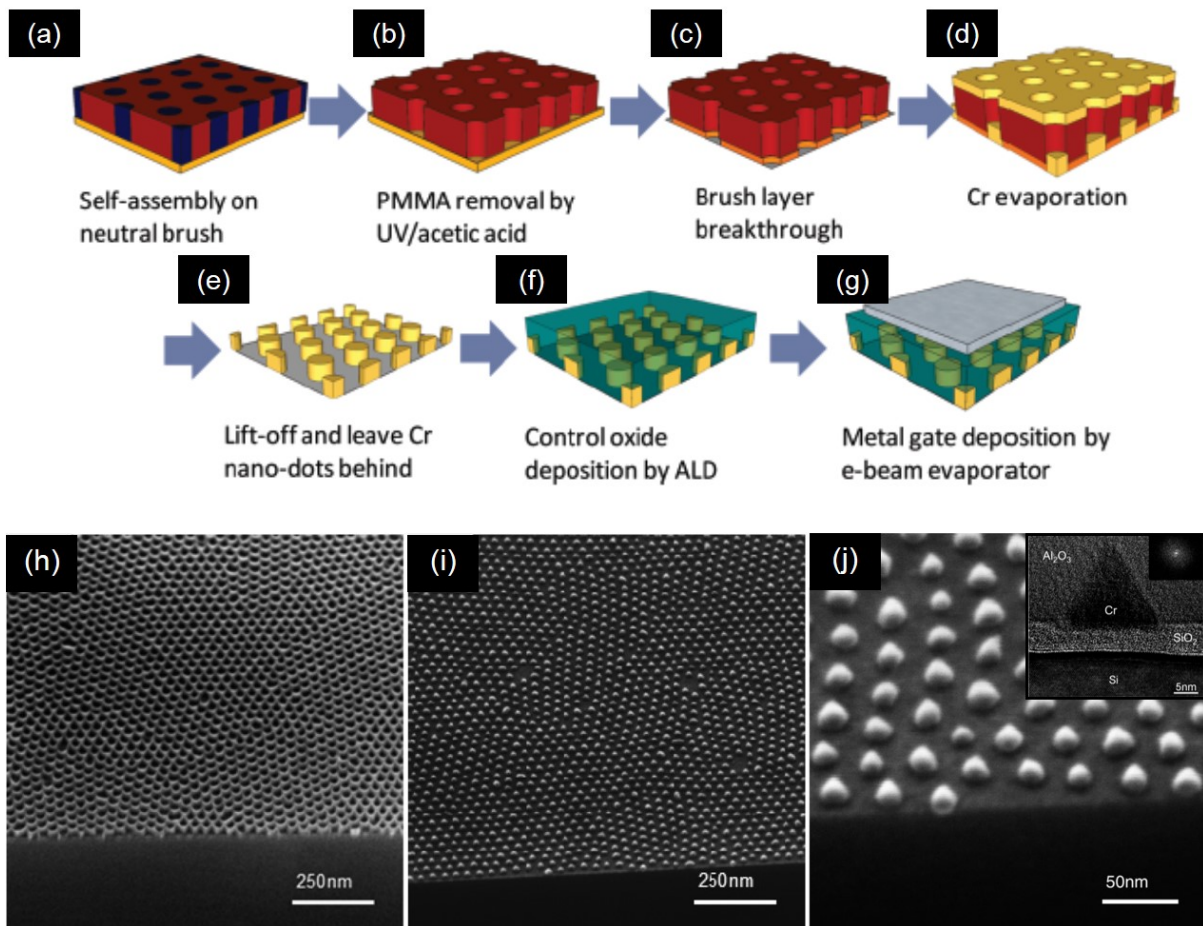 (a)
(b)
(c)
(d)
Self-assembly on
neutral brush
PMMA removal by
UV/acetic acid
Brush layer
breakthrough
Cr evaporation
(e)
(f)
(g)
Lift-off and leave Cr
nano-dots behind
Control oxide
deposition by ALD
Metal gate deposition by
e-beam evaporator
(h)
250nm
(i)
250nm
(j)
Al₂O₃
Cr
SiO₂
Si
5nm
50nm